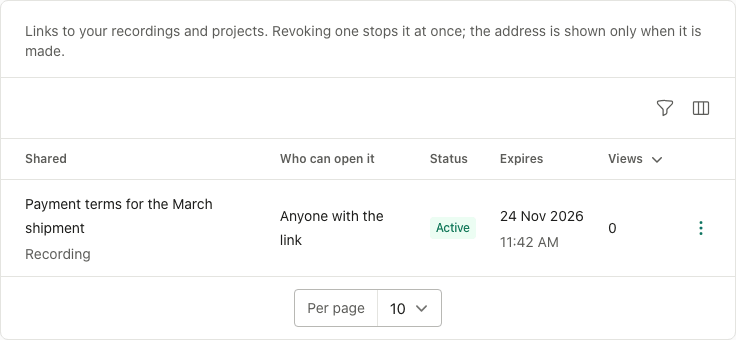 Links to your recordings and projects. Revoking one stops it at once; the address is shown only when it is
made.
Shared
Who can open it
Status
Expires
Views
Payment terms for the March
shipment
Recording
Anyone with the
link
Active
24 Nov 2026
11:42 AM
0
Per page
10